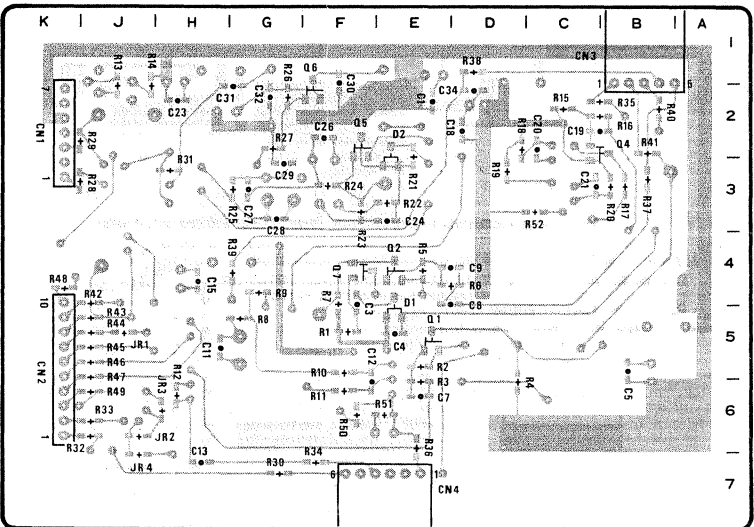 K J H G F E D C B A
1
2
3
4
5
6
7
R13
R14
C23
C31
C32
R26
Q6
C30
C1
C34
R38
CN3
1
5
7
CN1
1
R29
R28
R31
R27
C29
C26
Q5
D2
C18
R15
R35
R40
C19
R16
R41
Q4
R18
C20
R19
C21
R20
R17
R37
R25
C27
C28
R24
R21
R22
C24
R23
R52
R48
R42
10
R43
R44
JR1
R45
R46
R47
R49
CN2
R33
1
R32
C15
R39
R9
R8
C11
R7
Q7
C3
Q2
R5
C9
R6
C8
D1
R1
C4
Q1
C12
R10
R11
R2
R3
C7
R4
C5
R12
JR3
JR2
JR4
C13
R30
R34
R50
R51
R36
6
1
CN4